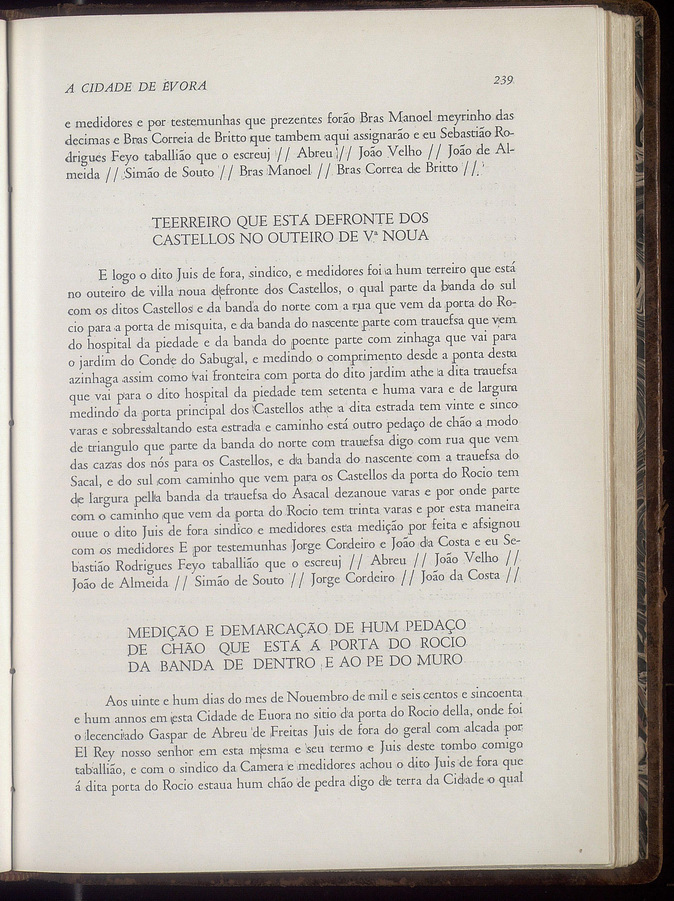 A CIDADE DE ÉVORA
239
e medidores e por testemunhas que prezentes forão Bras Manoel meyrinho das
decimas e Bras Correia de Britto que tambem aqui assignarão e eu Sebastião Ro-
drigues Feyo taballião que o escreuj // Abreu // João Velho // João de Al-
meida // Simão de Souto // Bras Manoel // Bras Correa de Britto //.
TEERREIRO QUE ESTÁ DEFRONTE DOS
CASTELLOS NO OUTEIRO DE Vª NOUA
E logo o dito Juis de fora, sindico, e medidores foi a hum terreiro que está
no outeiro de villa noua defronte dos Castellos, o qual parte da banda do sul
com os ditos Castellos e da banda do norte com a rua que vem da porta do Ro-
cio para a porta de misquita, e da banda do nascente parte com trauefsa que vem
do hospital da piedade e da banda do poente parte com zinhaga que vai para
o jardim do Conde do Sabugal, e medindo o comprimento desde a ponta desta
azinhaga assim como vai fronteira com porta do dito jardim athe a dita trauefsa
que vai para o dito hospital da piedade tem setenta e huma vara e de largura
medindo da porta principal dos Castellos athe a dita estrada tem vinte e sinco
varas e sobressaltando esta estrada e caminho está outro pedaço de chão a modo
de triangulo que parte da banda do norte com trauefsa digo com rua que vem
das cazas dos nós para os Castellos, e da banda do nascente com a trauefsa do
Sacal, e do sul com caminho que vem para os Castellos da porta do Rocio tem
de largura pella banda da trauefsa do Asacal dezanoue varas e por onde parte
com o caminho que vem da porta do Rocio tem trinta varas e por esta maneira
ouue o dito Juis de fora sindico e medidores esta medição por feita e afsignou
com os medidores E por testemunhas Jorge Cordeiro e João da Costa e eu Se-
bastião Rodrigues Feyo taballião que o escreuj // Abreu // João Velho //
João de Almeida // Simão de Souto // Jorge Cordeiro // João da Costa //
MEDIÇÃO E DEMARCAÇÃO DE HUM PEDAÇO
DE CHÃO QUE ESTÁ Á PORTA DO ROCIO
DA BANDA DE DENTRO E AO PE DO MURO
Aos uinte e hum dias do mes de Nouembro de mil e seis centos e sincoenta
e hum annos em esta Cidade de Euora no sitio da porta do Rocio della, onde foi
o lecenciado Gaspar de Abreu de Freitas Juis de fora do geral com alcada por
El Rey nosso senhor em esta mesma e seu termo e Juis deste tombo comigo
taballião, e com o sindico da Camera e medidores achou o dito Juis de fora que
á dita porta do Rocio estaua hum chão de pedra digo de terra da Cidade o qual